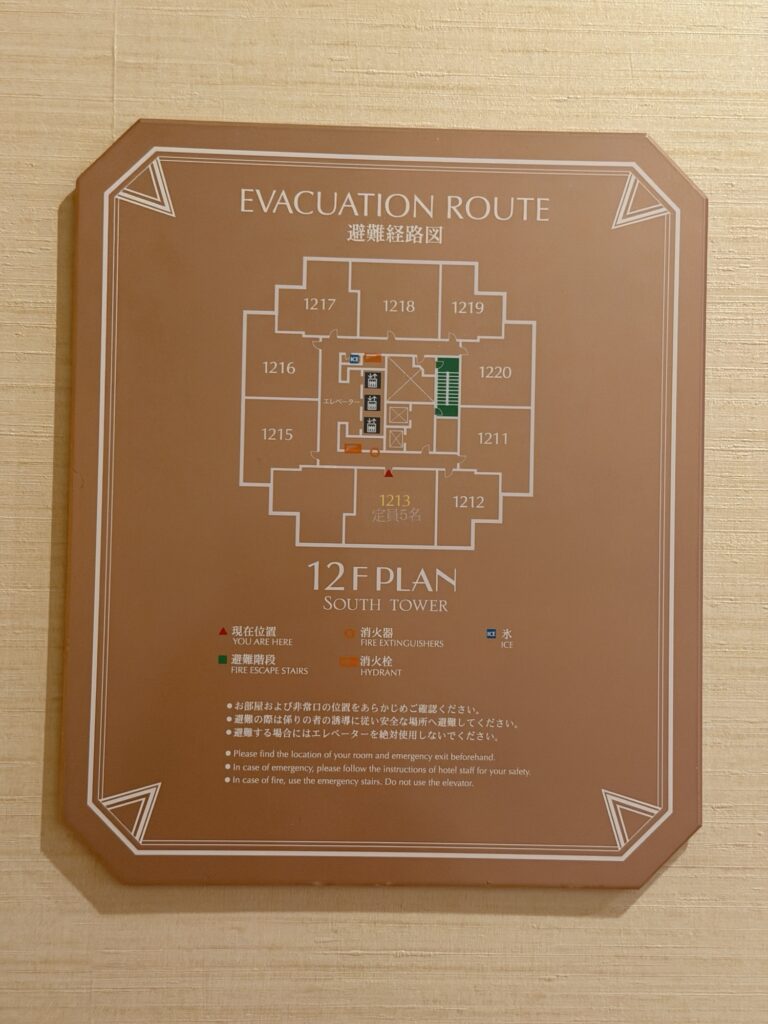 EVACUATION ROUTE
避難経路図
1217 1218 1219
ICE
1216 1220
エレベーター
1215 1211
1213 1212
定員5名
12F PLAN
SOUTH TOWER
現在位置 消火器 氷
YOU ARE HERE FIRE EXTINGUISHERS ICE ICE
避難階段 消火栓
FIRE ESCAPE STAIRS HYDRANT
●お部屋および非常口の位置をあらかじめご確認ください。
●避難の際は係りの者の誘導に従い安全な場所へ避難してください。
●避難する場合にはエレベーターを絶対使用しないでください。
● Please find the location of your room and emergency exit beforehand.
● In case of emergency, please follow the instructions of hotel staff for your safety.
● In case of fire, use the emergency stairs. Do not use the elevator.